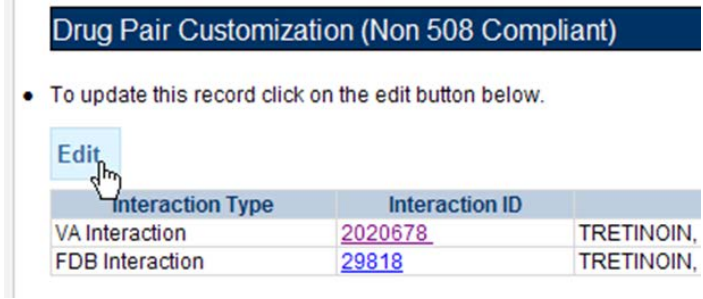 Drug Pair Customization (Non 508 Compliant)
• To update this record click on the edit button below.
Edit
Interaction Type Interaction ID
VA Interaction 2020678 TRETINOIN,
FDB Interaction 29818 TRETINOIN,